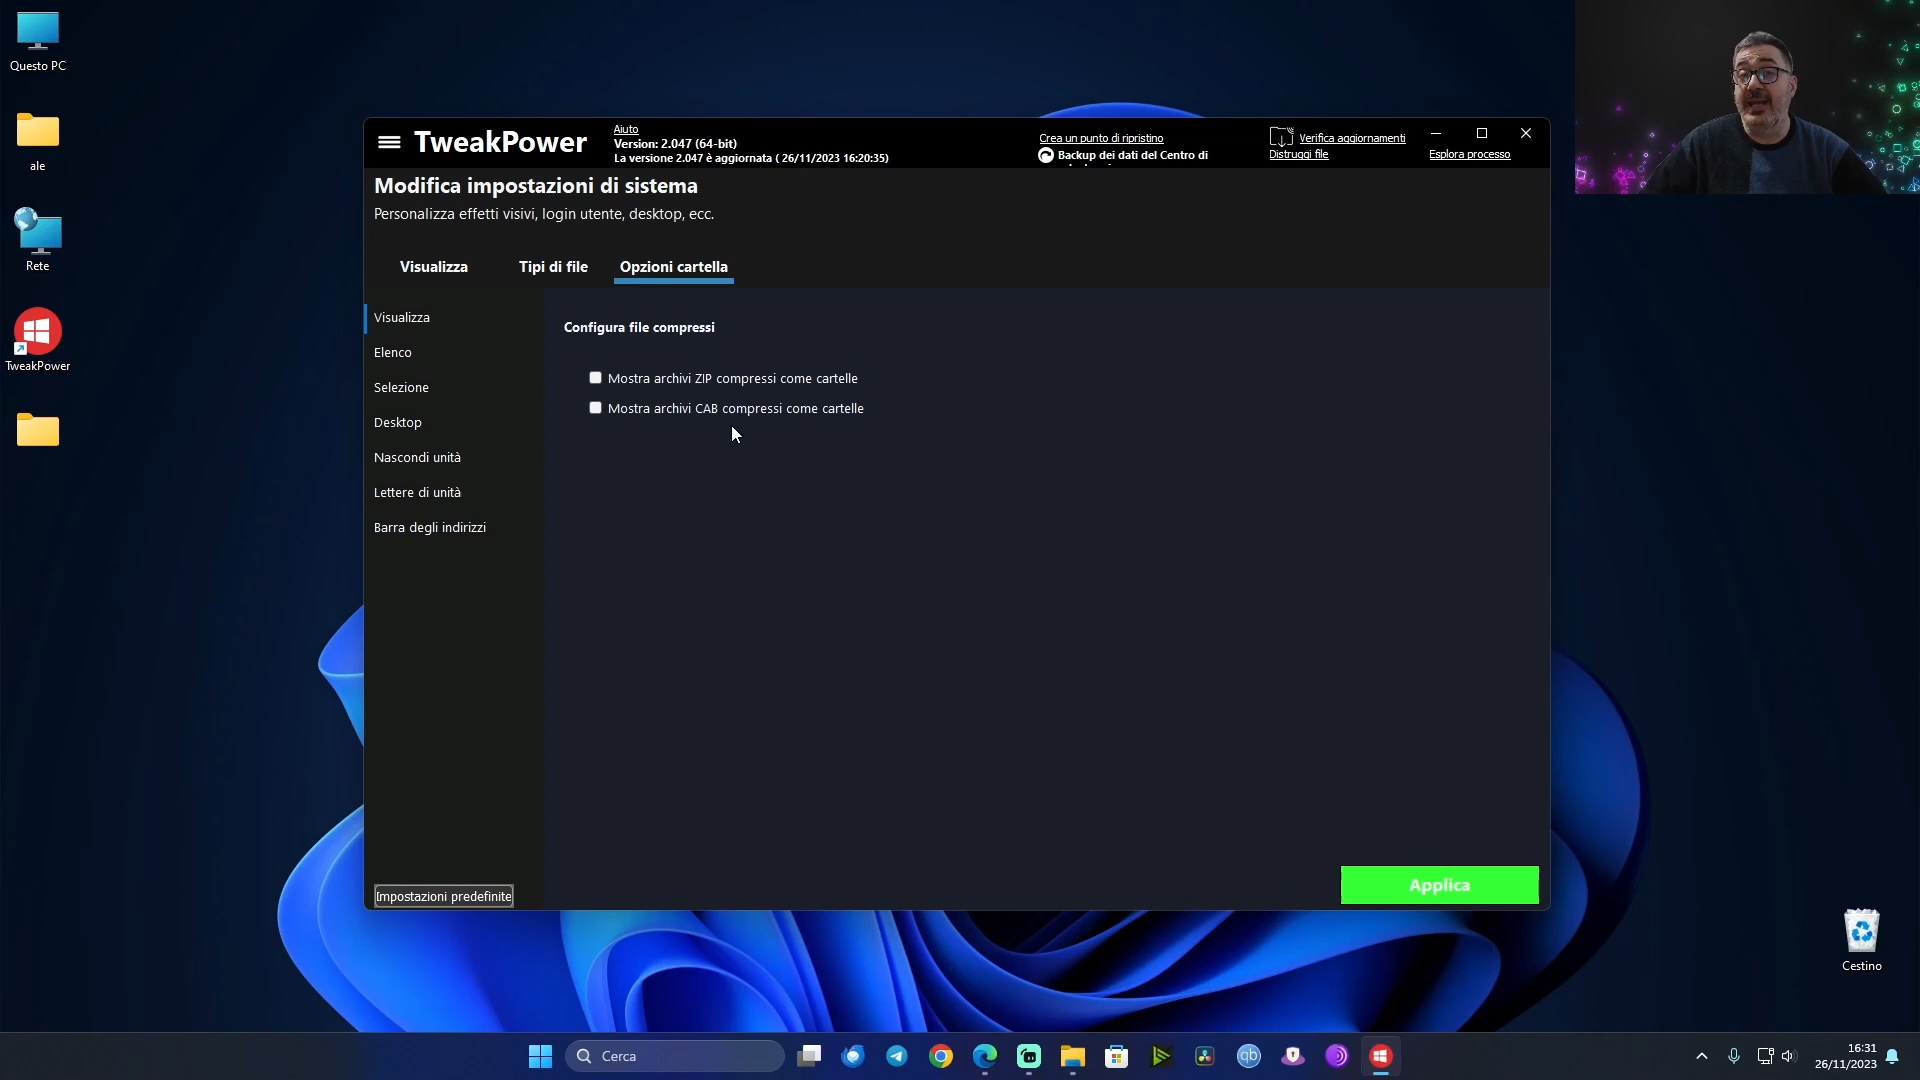 Questo PC
ale
Rete
TweakPower
TweakPower
Aiuto
Version: 2.047 (64-bit)
La versione 2.047 è aggiornata ( 26/11/2023 16:20:35)
Crea un punto di ripristino
Backup dei dati del Centro di
Verifica aggiornamenti
Distruggi file
Esplora processo
Modifica impostazioni di sistema
Personalizza effetti visivi, login utente, desktop, ecc.
Visualizza
Tipi di file
Opzioni cartella
Visualizza
Elenco
Selezione
Desktop
Nascondi unità
Lettere di unità
Barra degli indirizzi
Configura file compressi
Mostra archivi ZIP compressi come cartelle
Mostra archivi CAB compressi come cartelle
Impostazioni predefinite
Applica
Cestino
Cerca
qb
16:31
26/11/2023